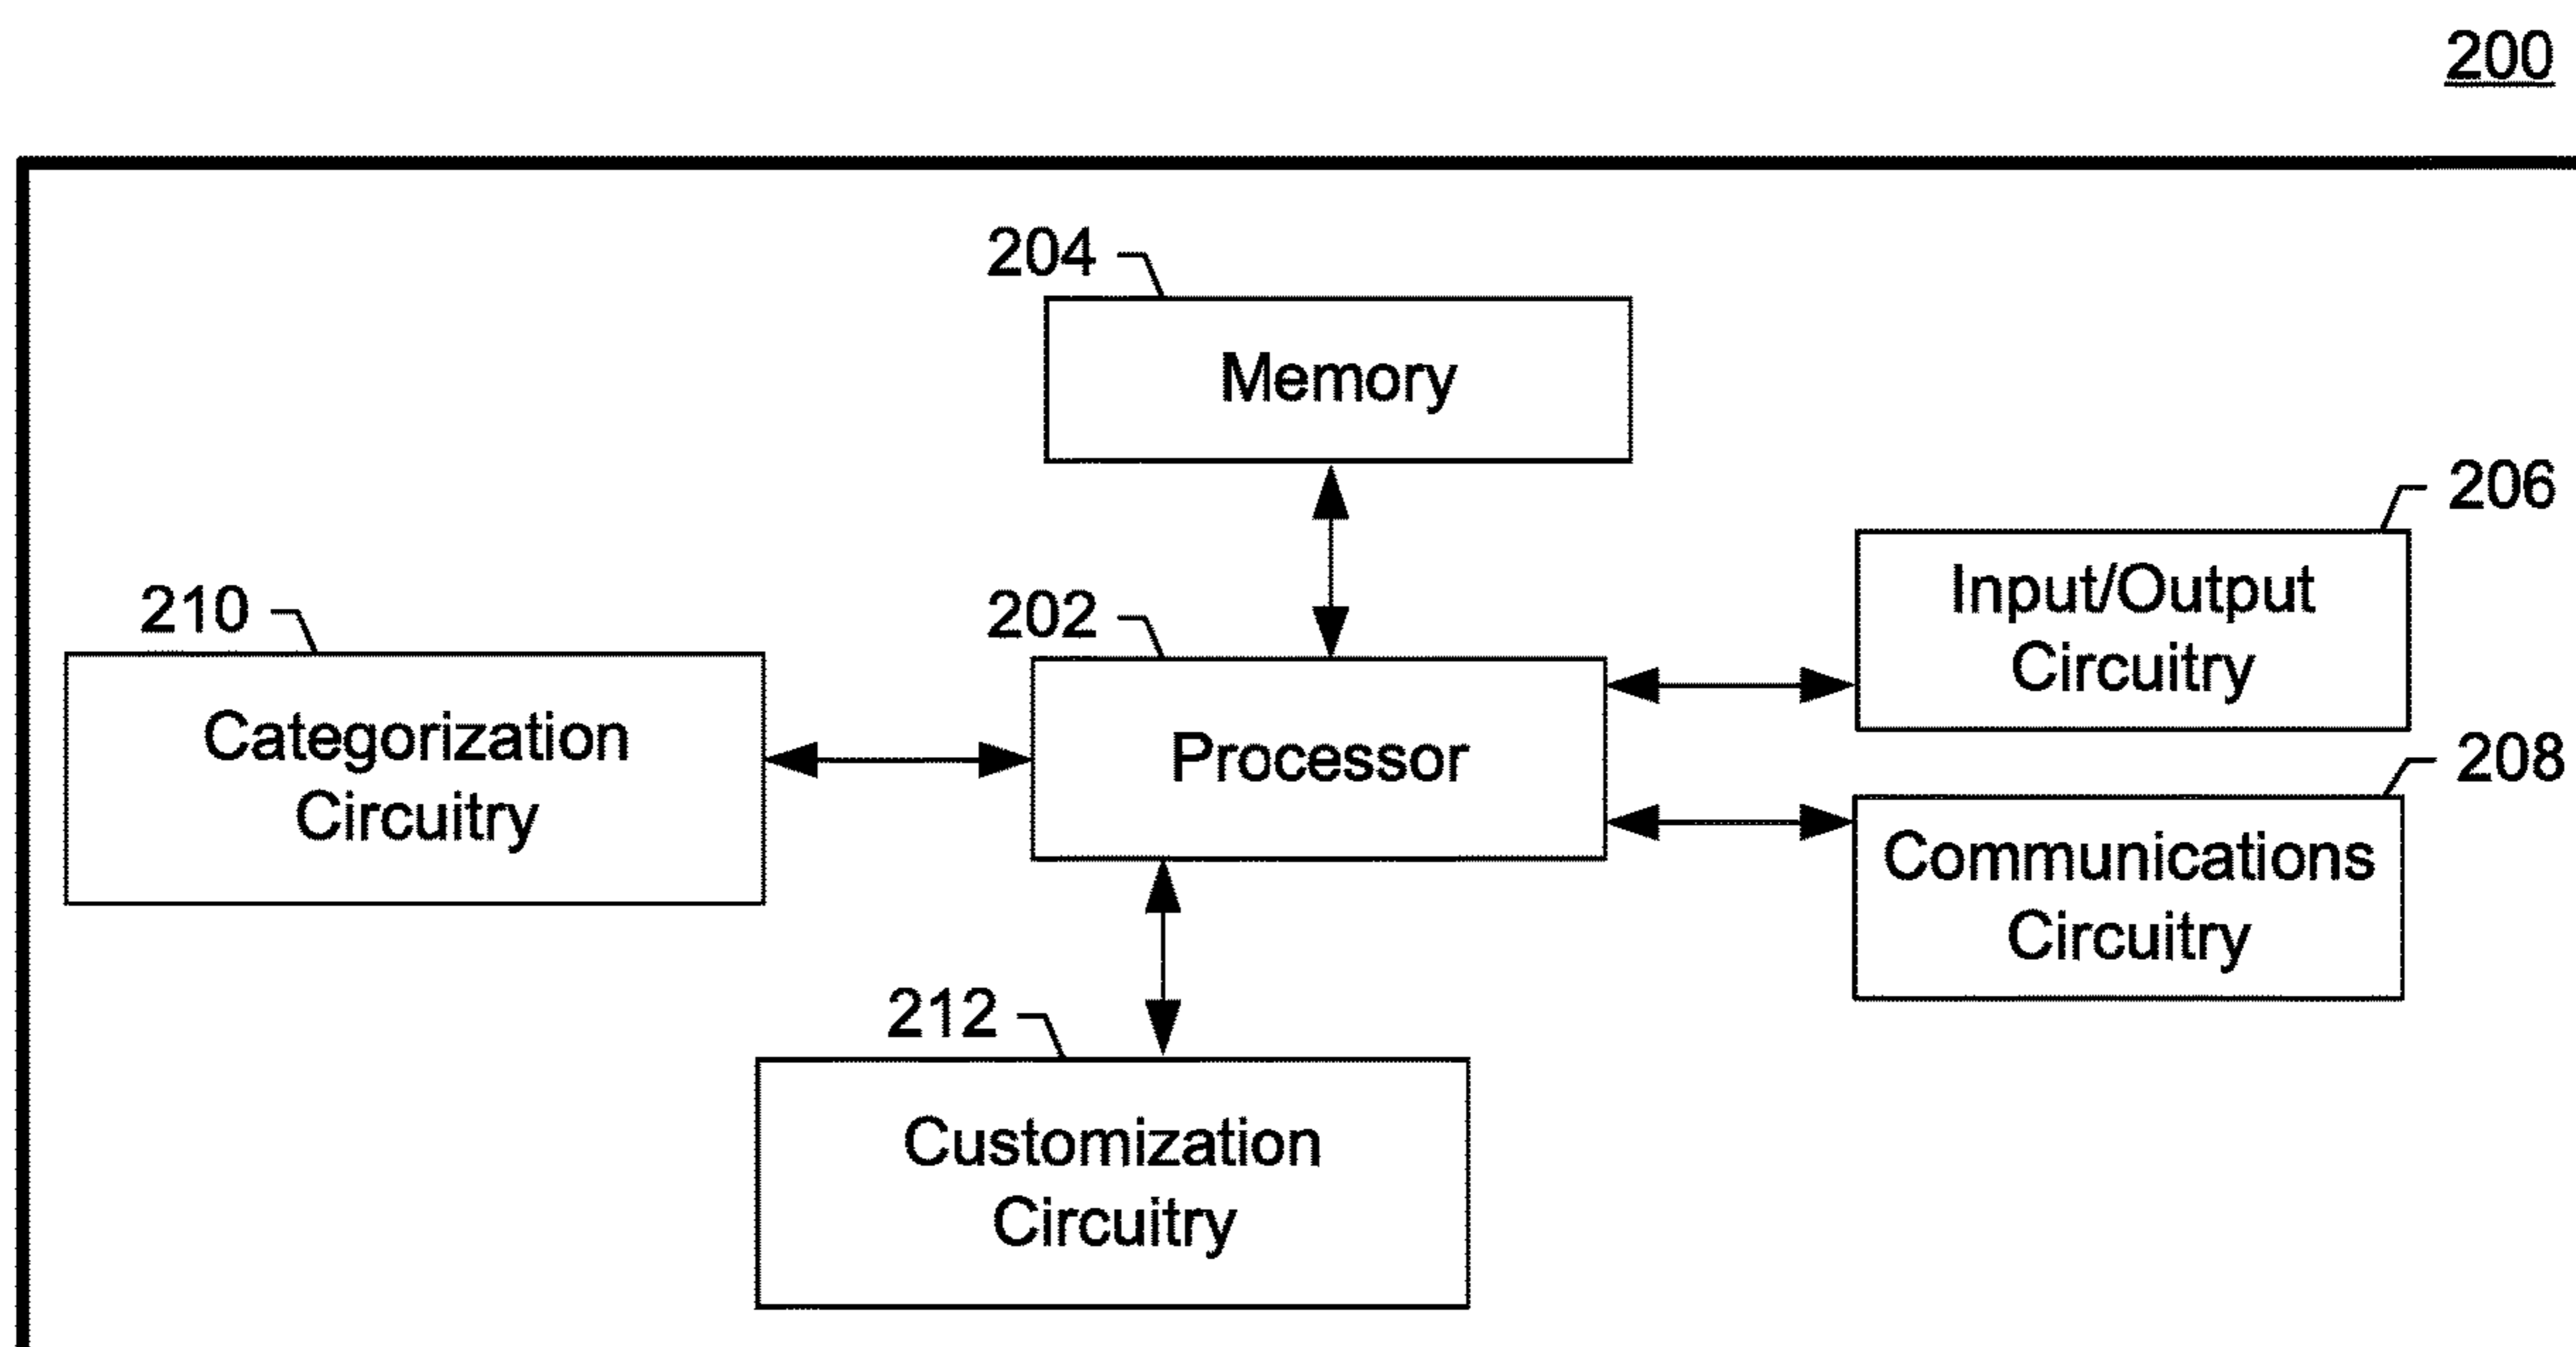 200
204
Memory
206
Input/Output
Circuitry
210
Categorization
Circuitry
202
Processor
208
Communications
Circuitry
212
Customization
Circuitry